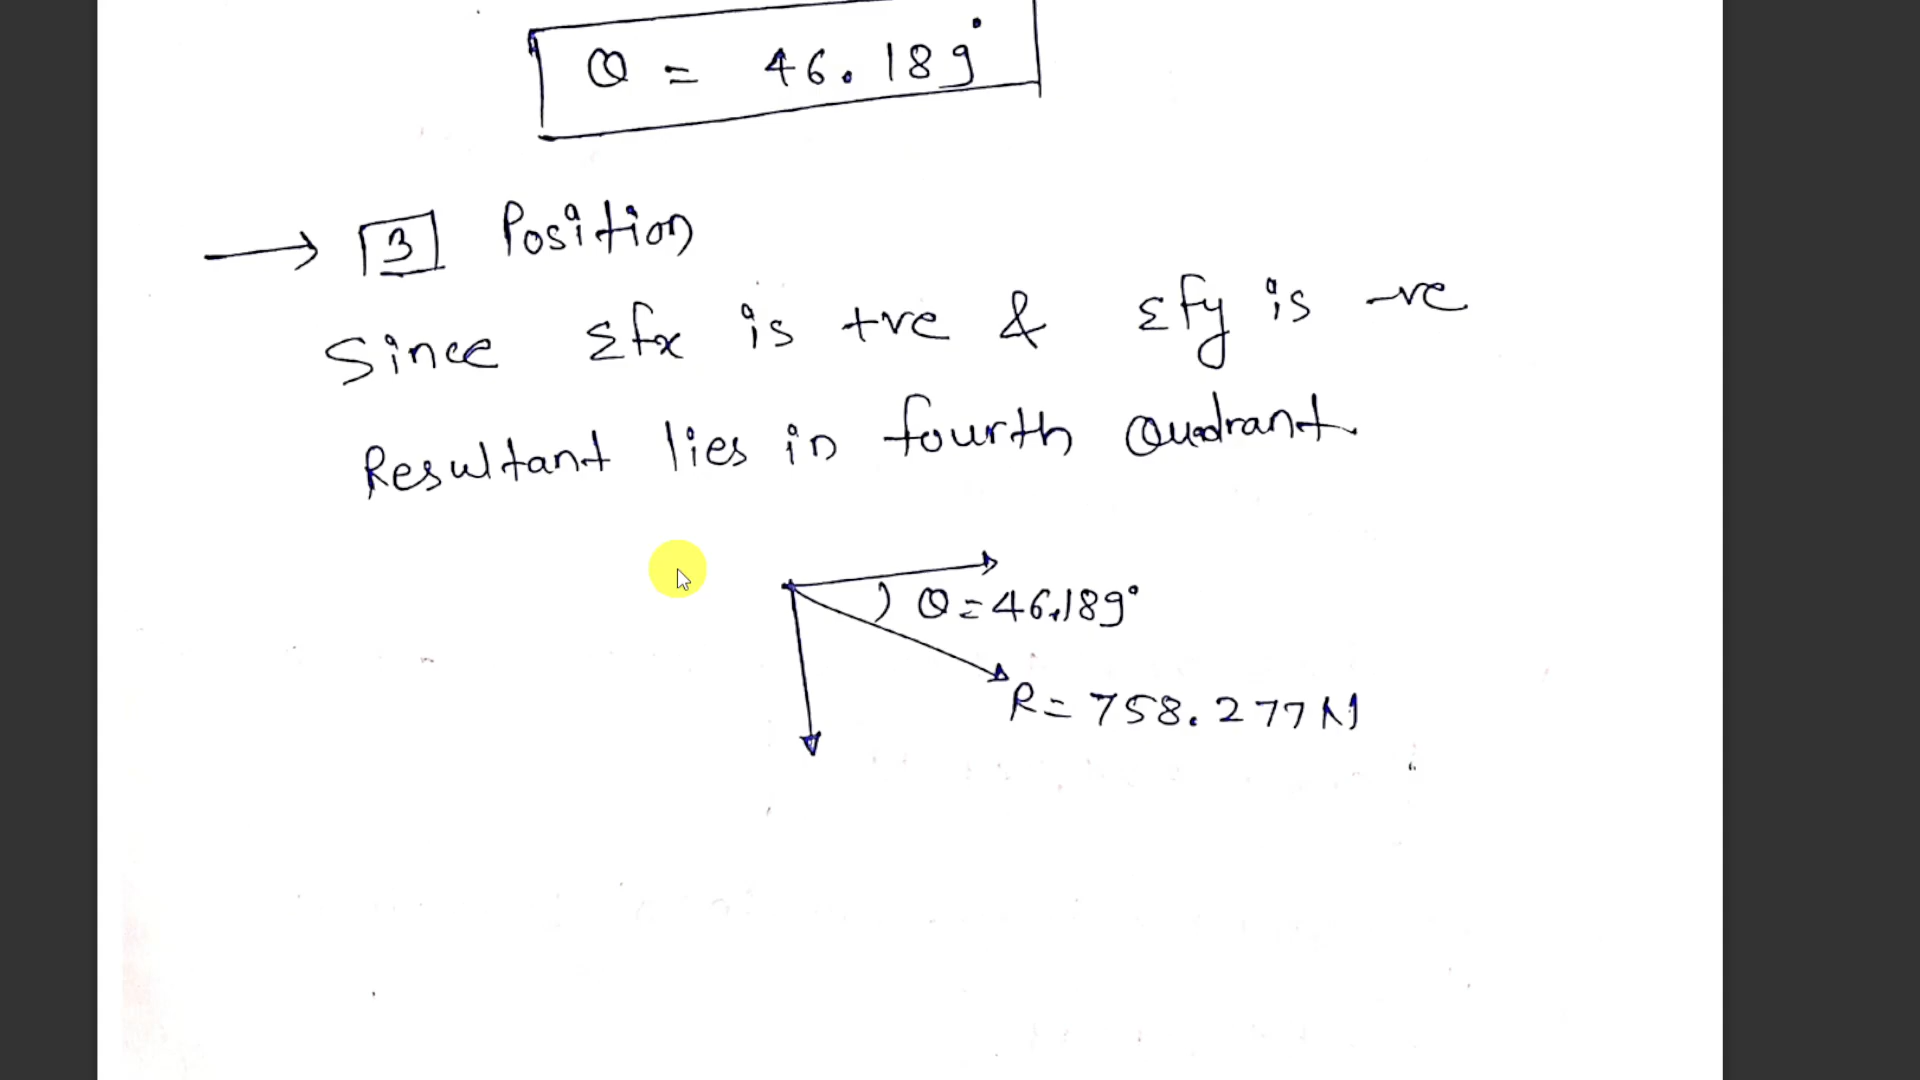 θ = 46.189°
→ 3 Position
Since Σfx is +ve & Σfy is -ve
Resultant lies in fourth Quadrant.
θ=46.189°
R= 758.277 N